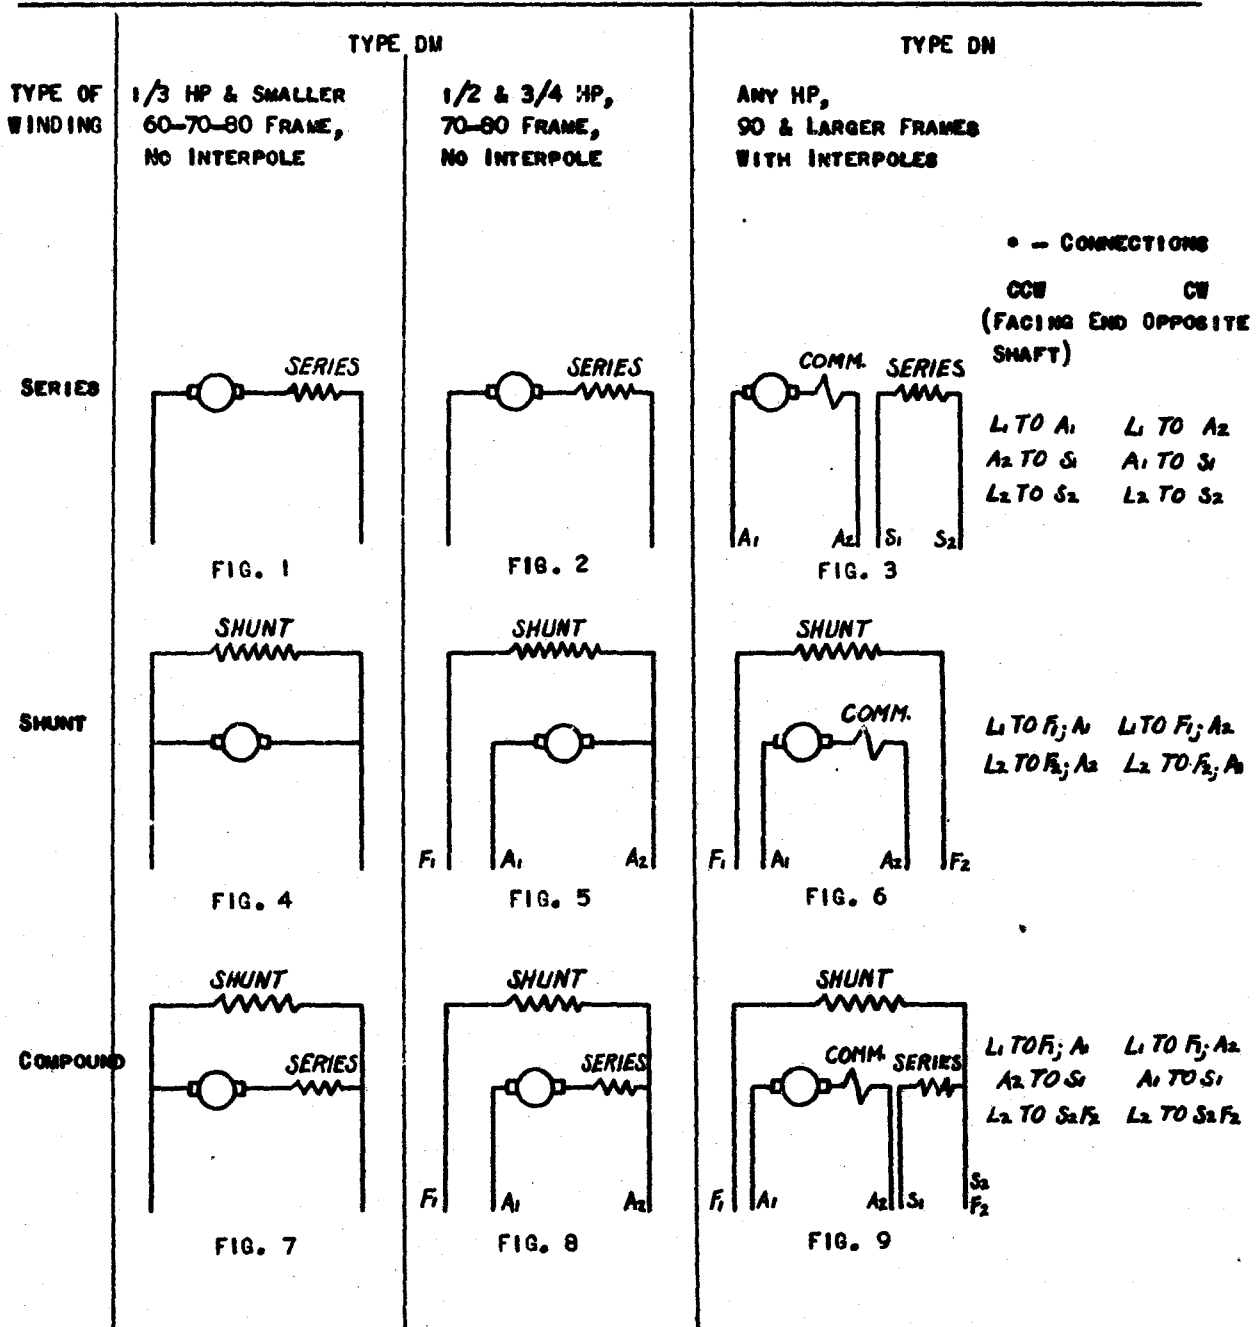 TYPE DM
TYPE DN
TYPE OF
WINDING
1/3 HP & SMALLER
60-70-80 FRAME,
NO INTERPOLE
1/2 & 3/4 HP,
70-80 FRAME,
NO INTERPOLE
ANY HP,
90 & LARGER FRAMES
WITH INTERPOLES
* - CONNECTIONS
CCW CW
(FACING END OPPOSITE
SHAFT)
SERIES
SERIES
SERIES
COMM. SERIES
A1 A2 S1 S2
L1 TO A1 L1 TO A2
A2 TO S1 A1 TO S1
L2 TO S2 L2 TO S2
FIG. 1
FIG. 2
FIG. 3
SHUNT
SHUNT
SHUNT
SHUNT
COMM.
F1 A1 A2
F1 A1 A2 F2
L1 TO F1; A1 L1 TO F1; A2
L2 TO F2; A2 L2 TO F2; A1
FIG. 4
FIG. 5
FIG. 6
COMPOUND
SHUNT
SERIES
SHUNT
SERIES
F1 A1 A2
SHUNT
COMM. SERIES
F1 A1 A2 S1 S2
F2
L1 TO F1; A1 L1 TO F1; A2
A2 TO S1 A1 TO S1
L2 TO S2 F2 L2 TO S2 F2
FIG. 7
FIG. 8
FIG. 9